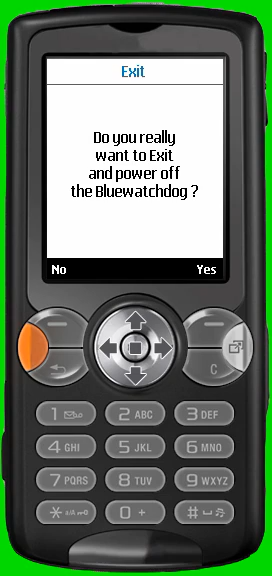 Exit
Do you really
want to Exit
and power off
the Bluewatchdog ?
No Yes
C
1
2 ABC 3 DEF
4 GHI 5 JKL 6 MNO
7 PQRS 8 TUV 9 WXYZ
* a/A 0 + #